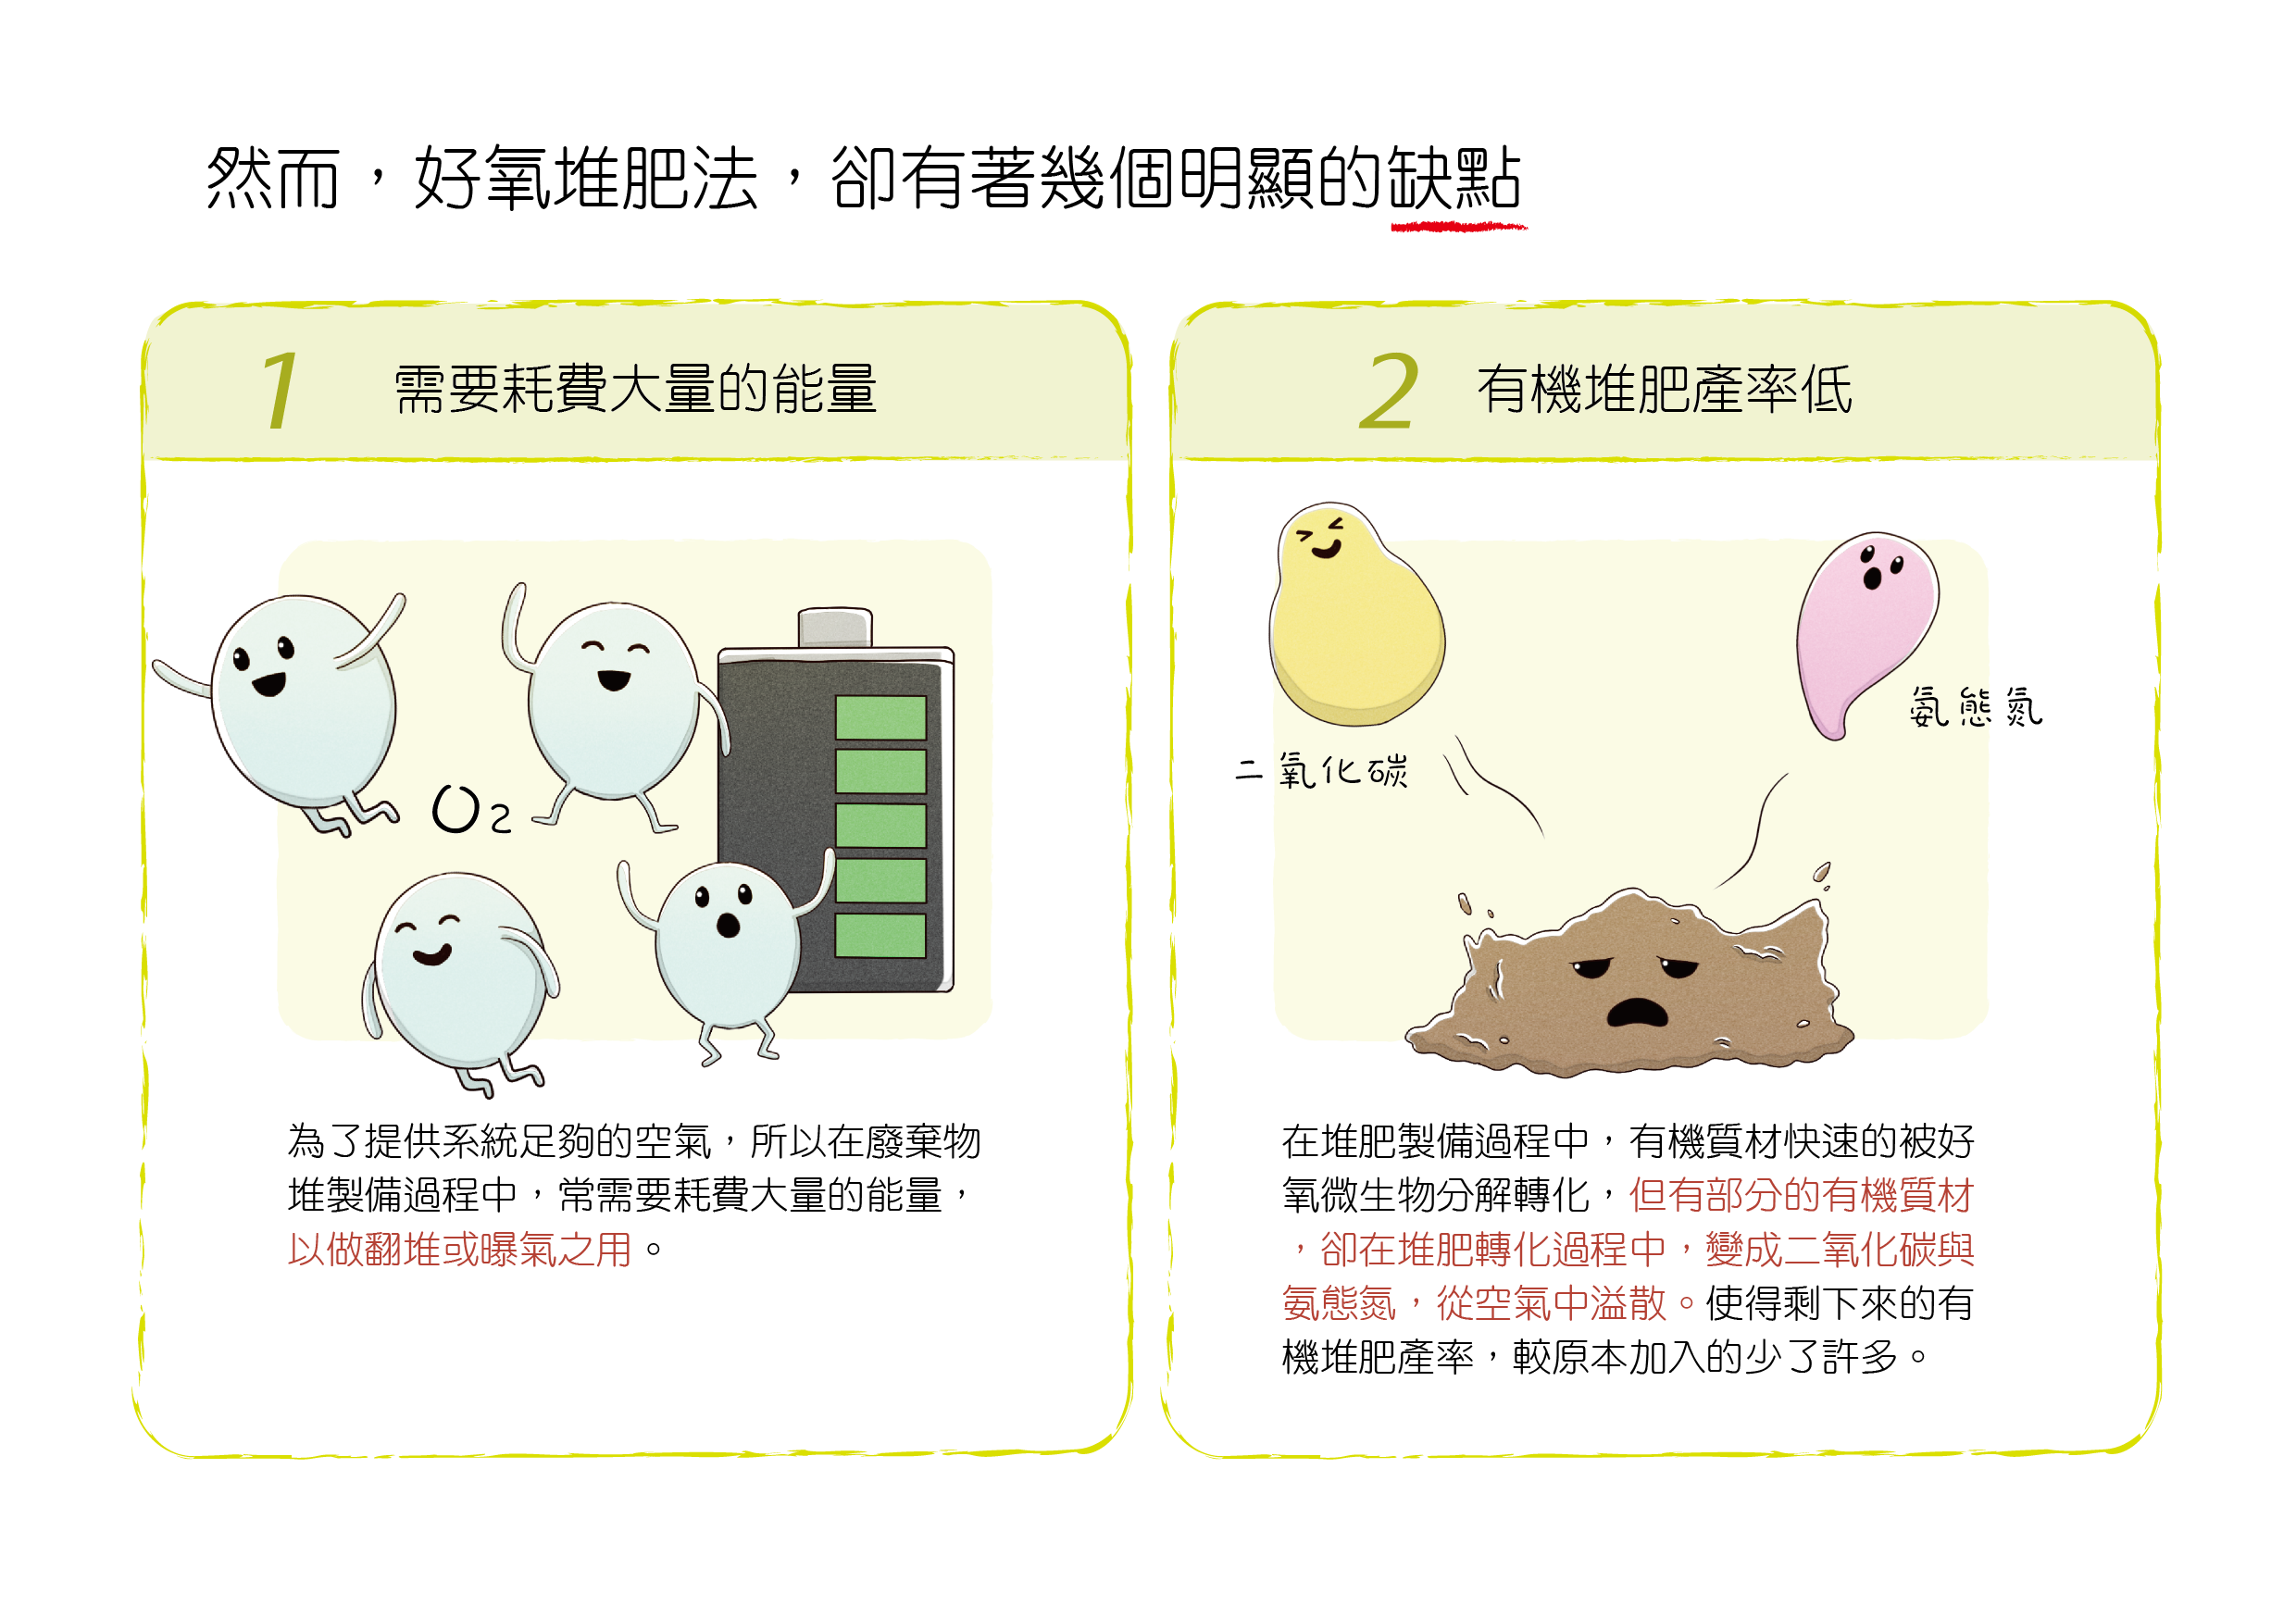 然而，好氧堆肥法，卻有著幾個明顯的缺點
1 需要耗費大量的能量
O2
為了提供系統足夠的空氣，所以在廢棄物
堆製備過程中，常需要耗費大量的能量，
以做翻堆或曝氣之用。
2 有機堆肥產率低
二氧化碳
氨態氮
在堆肥製備過程中，有機質材快速的被好
氧微生物分解轉化，但有部分的有機質材
，卻在堆肥轉化過程中，變成二氧化碳與
氨態氮，從空氣中溢散。使得剩下來的有
機堆肥產率，較原本加入的少了許多。